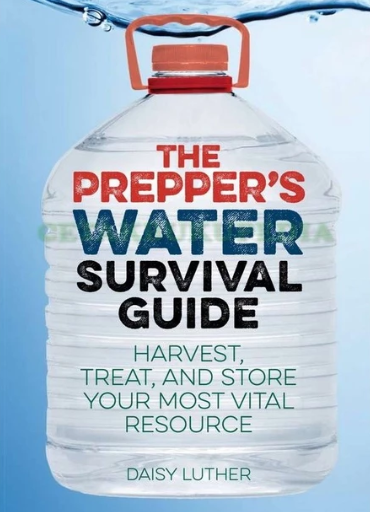 THE
PREPPER'S
WATER
SURVIVAL
GUIDE
HARVEST,
TREAT, AND STORE
YOUR MOST VITAL
RESOURCE
DAISY LUTHER